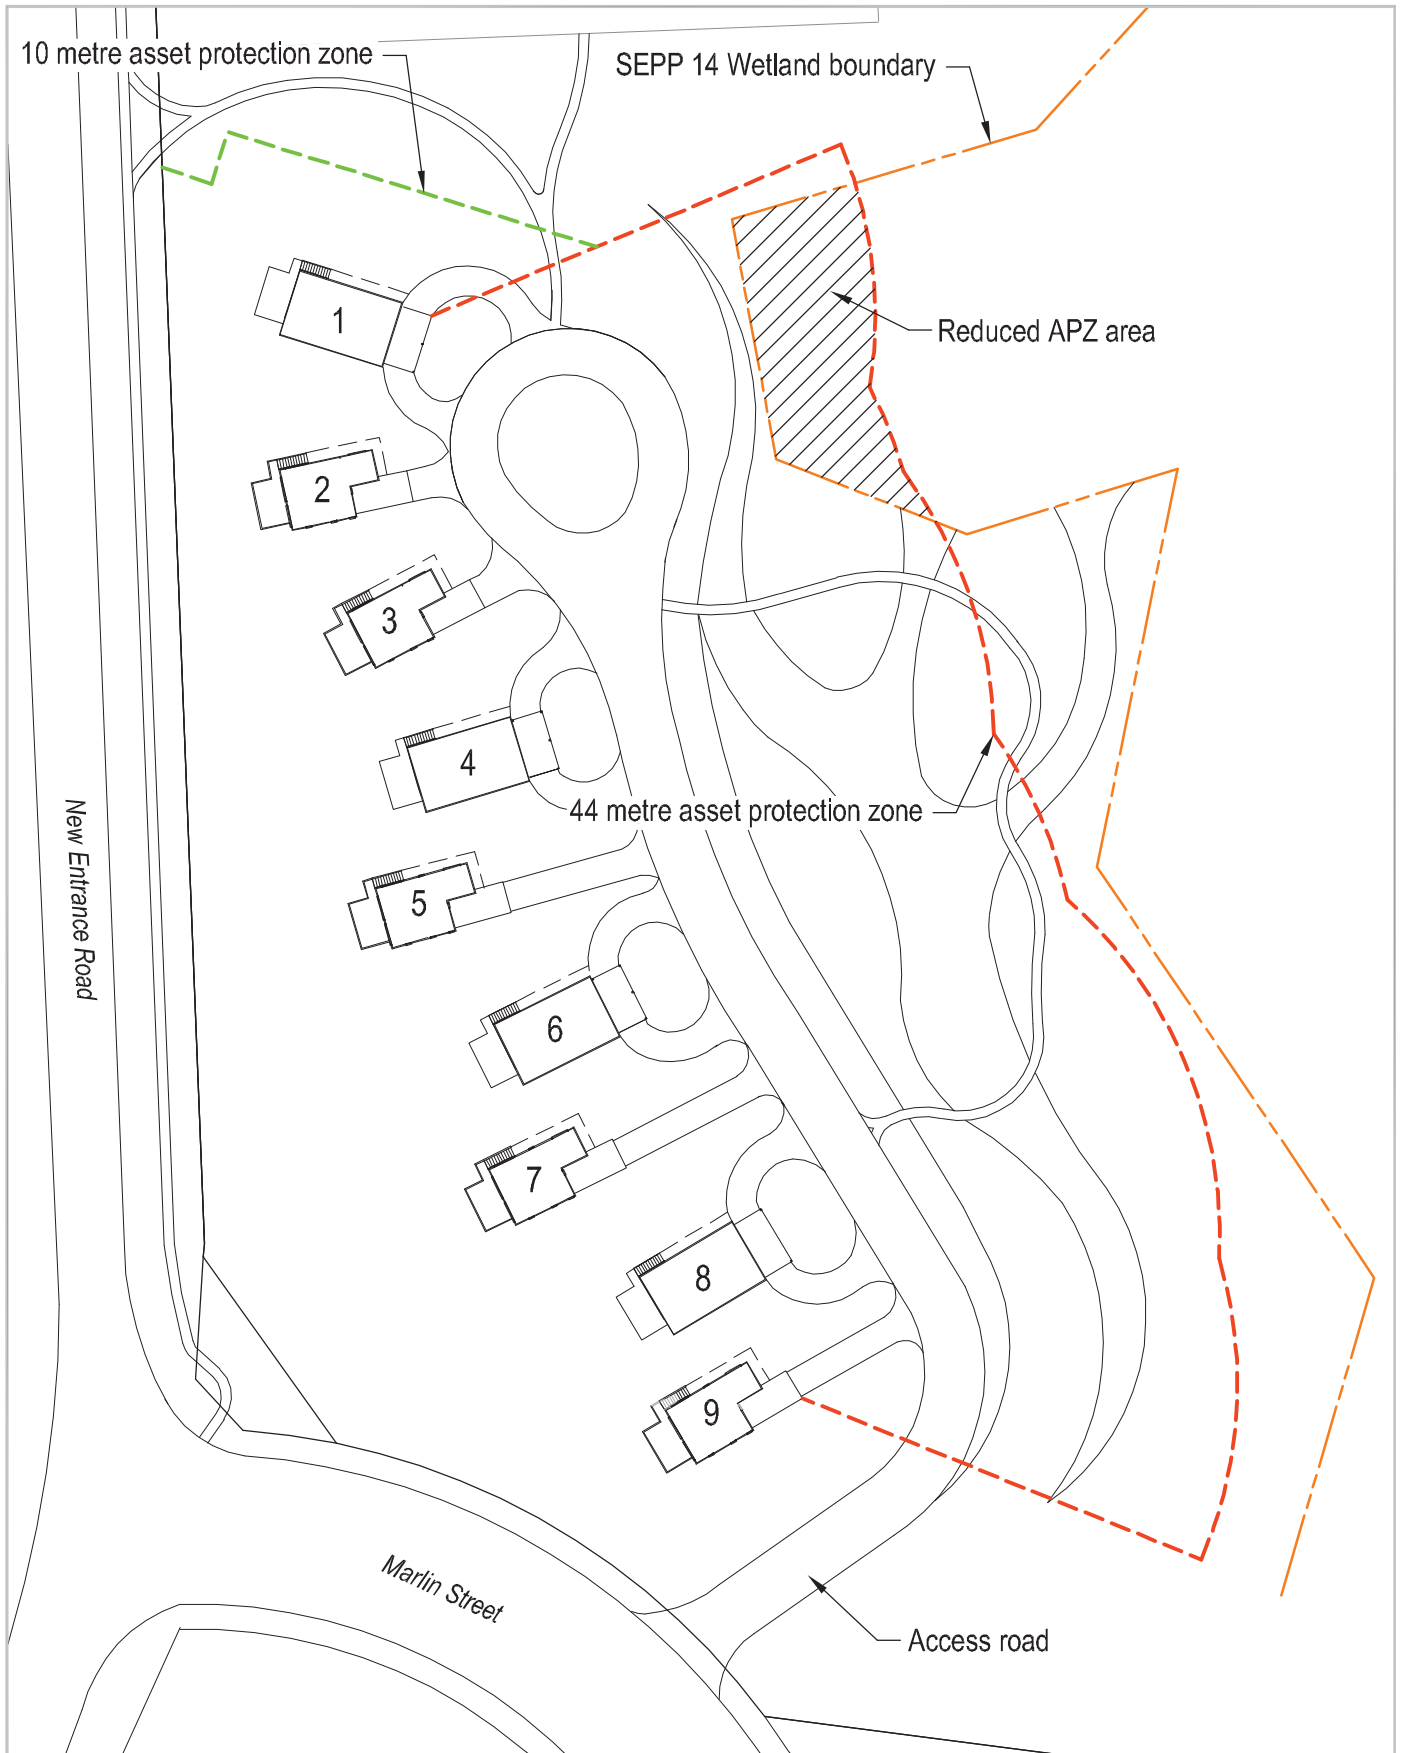 10 metre asset protection zone
SEPP 14 Wetland boundary
1
Reduced APZ area
2
3
4
44 metre asset protection zone
New Entrance Road
5
6
7
8
9
Marlin Street
Access road